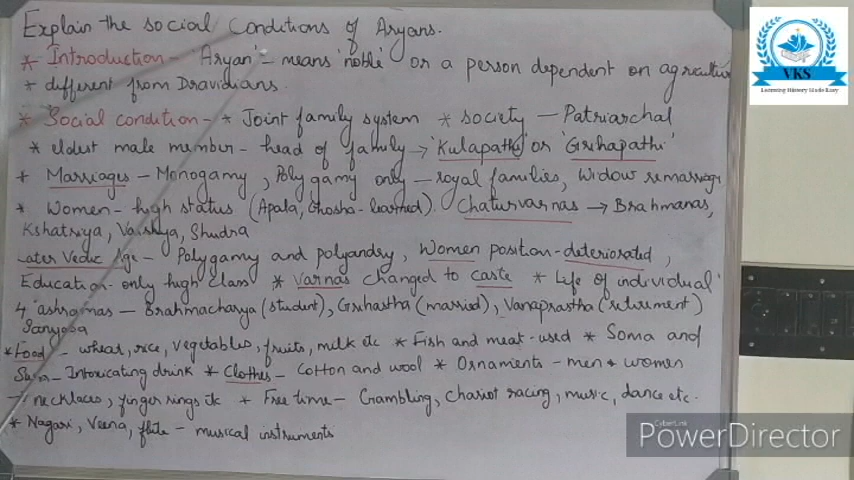 Explain the social Conditions of Aryans.
* Introduction - 'Aryan' - means 'noble' or a person dependent on agriculture
* different from Dravidians.
* Social condition - * Joint family system * society - Patriarchal
* eldest male member - head of family → 'Kulapathi' or 'Grihapathi'
* Marriages - Monogamy, Polygamy only - royal families, Widow remarriage
* Women - high status (Apala, Ghosha - learned). Chaturvarnas → Brahmanas,
Kshatriya, Vaishya, Shudra
Later Vedic Age - Polygamy and polyandry, Women position - deteriorated,
Education - only high class * Varnas changed to caste * Life of individual
4 ashramas - Brahmacharya (student), Grihastha (married), Vanaprastha (retirement)
Sanyasa
* Food - wheat, rice, vegetables, fruits, milk etc * Fish and meat - used * Soma and
Sura - Intoxicating drink * Clothes - Cotton and wool * Ornaments - men & women
- necklaces, finger rings etc * Free time - Gambling, chariot racing, music, dance etc.
* Nagari, Veena, flute - musical instruments
VKS
Learning History Made Easy
CyberLink
PowerDirector